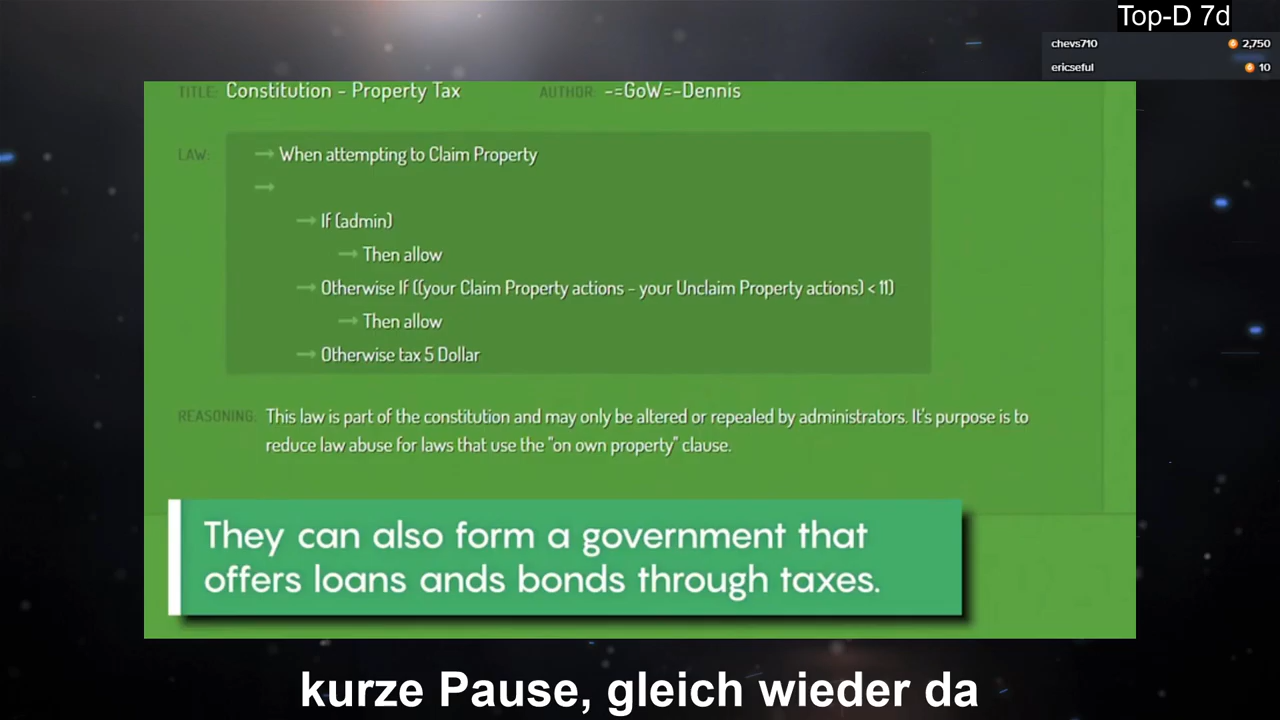 Top-D 7d
chevs710 2,750
ericseful 10
TITLE: Constitution - Property Tax AUTHOR: -=GoW=-Dennis
LAW: → When attempting to Claim Property
→
→ If (admin)
→ Then allow
→ Otherwise If ((your Claim Property actions - your Unclaim Property actions) < 11)
→ Then allow
→ Otherwise tax 5 Dollar
REASONING: This law is part of the constitution and may only be altered or repealed by administrators. It's purpose is to
reduce law abuse for laws that use the "on own property" clause.
They can also form a government that
offers loans ands bonds through taxes.
kurze Pause, gleich wieder da